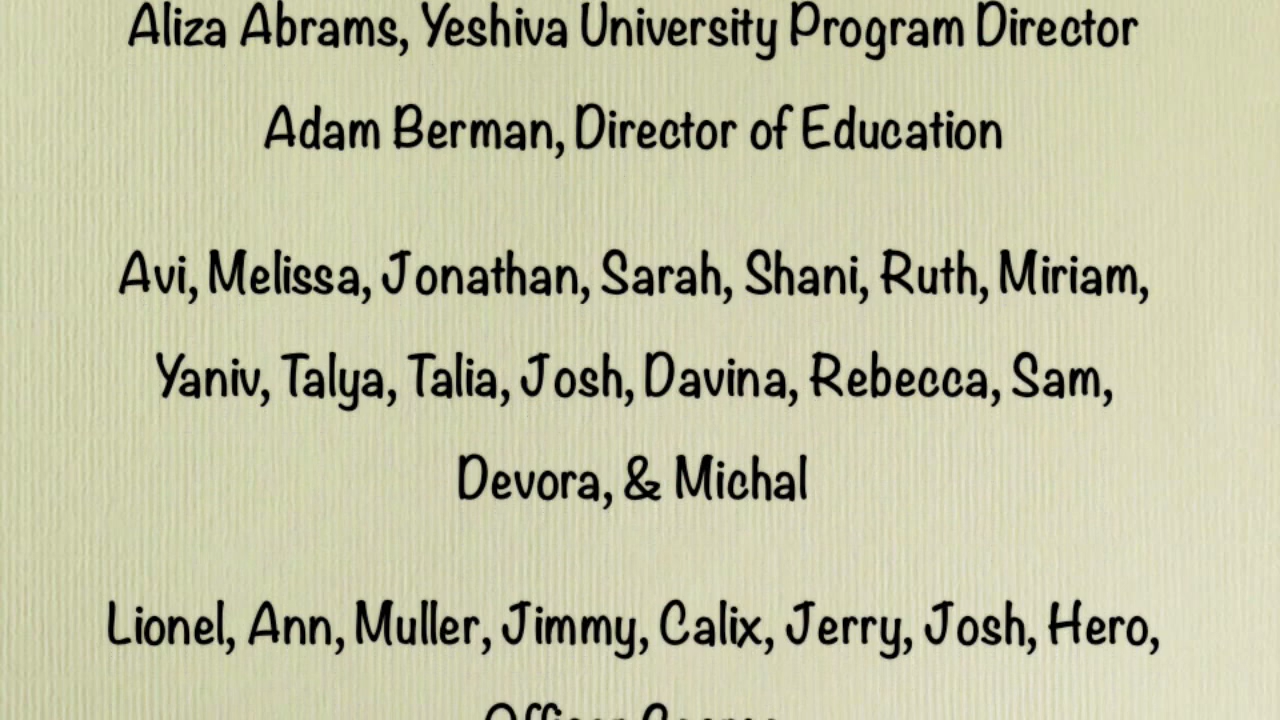 Aliza Abrams, Yeshiva University Program Director
Adam Berman, Director of Education
Avi, Melissa, Jonathan, Sarah, Shani, Ruth, Miriam,
Yaniv, Talya, Talia, Josh, Davina, Rebecca, Sam,
Devora, & Michal
Lionel, Ann, Muller, Jimmy, Calix, Jerry, Josh, Hero,
Officer